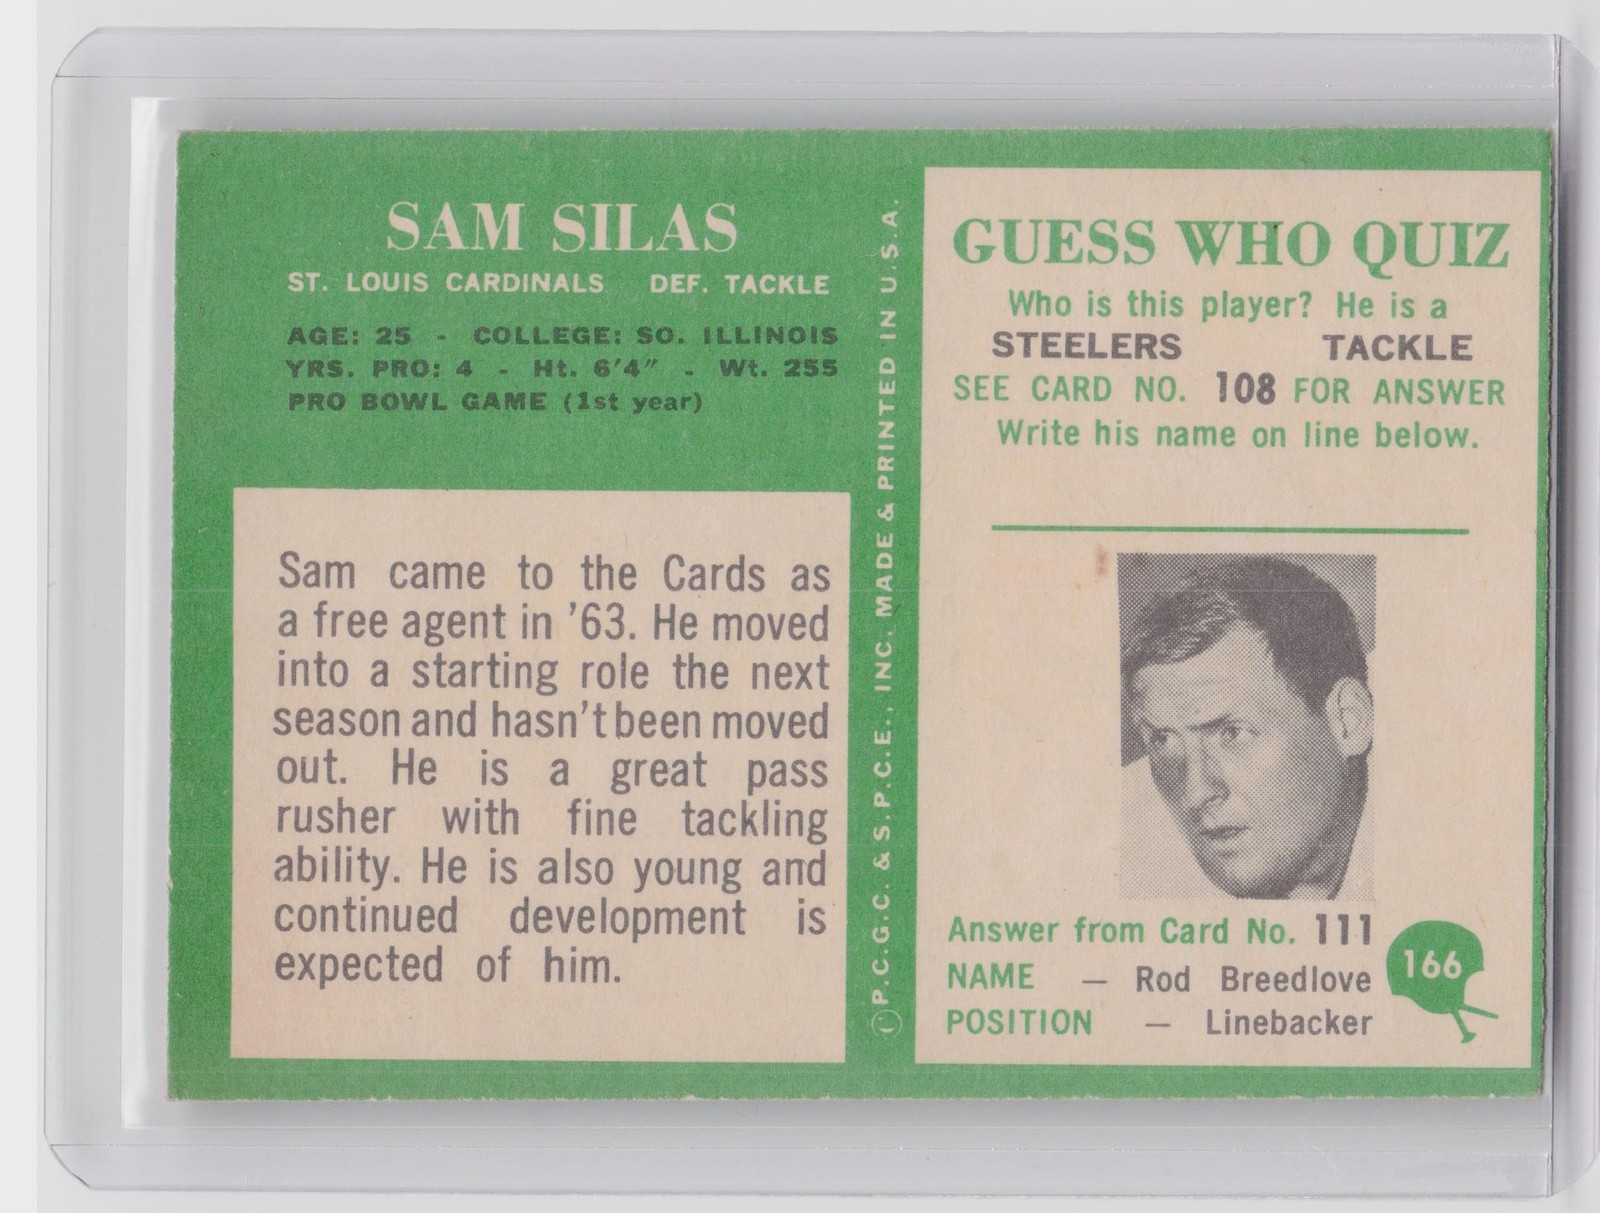 SAM SILAS
ST. LOUIS CARDINALS DEF. TACKLE
AGE: 25 - COLLEGE: SO. ILLINOIS
YRS. PRO: 4 - Ht. 6'4" - Wt. 255
PRO BOWL GAME (1st year)
Sam came to the Cards as
a free agent in '63. He moved
into a starting role the next
season and hasn't been moved
out. He is a great pass
rusher with fine tackling
ability. He is also young and
continued development is
expected of him.
©P.C.G.C. & S.P.C.E., INC. MADE & PRINTED IN U.S.A.
GUESS WHO QUIZ
Who is this player? He is a
STEELERS TACKLE
SEE CARD NO. 108 FOR ANSWER
Write his name on line below.
Answer from Card No. 111
NAME — Rod Breedlove
POSITION — Linebacker
166